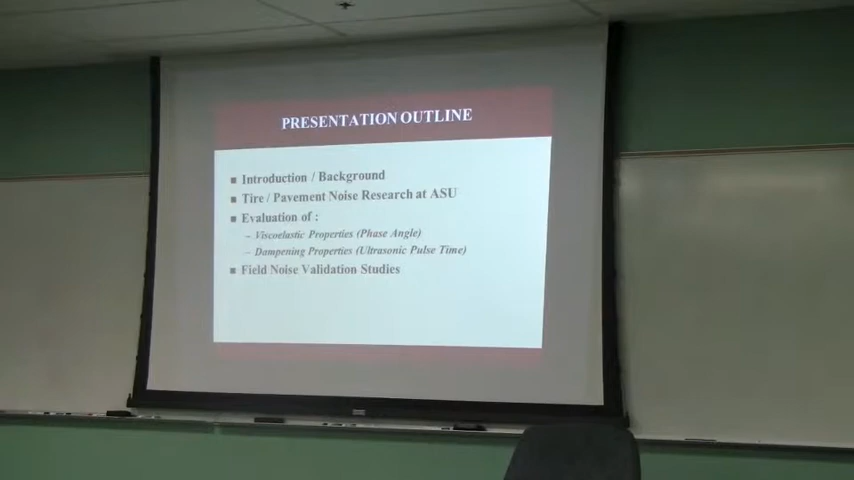 PRESENTATION OUTLINE
▪ Introduction / Background
▪ Tire / Pavement Noise Research at ASU
▪ Evaluation of :
– Viscoelastic Properties (Phase Angle)
– Dampening Properties (Ultrasonic Pulse Time)
▪ Field Noise Validation Studies